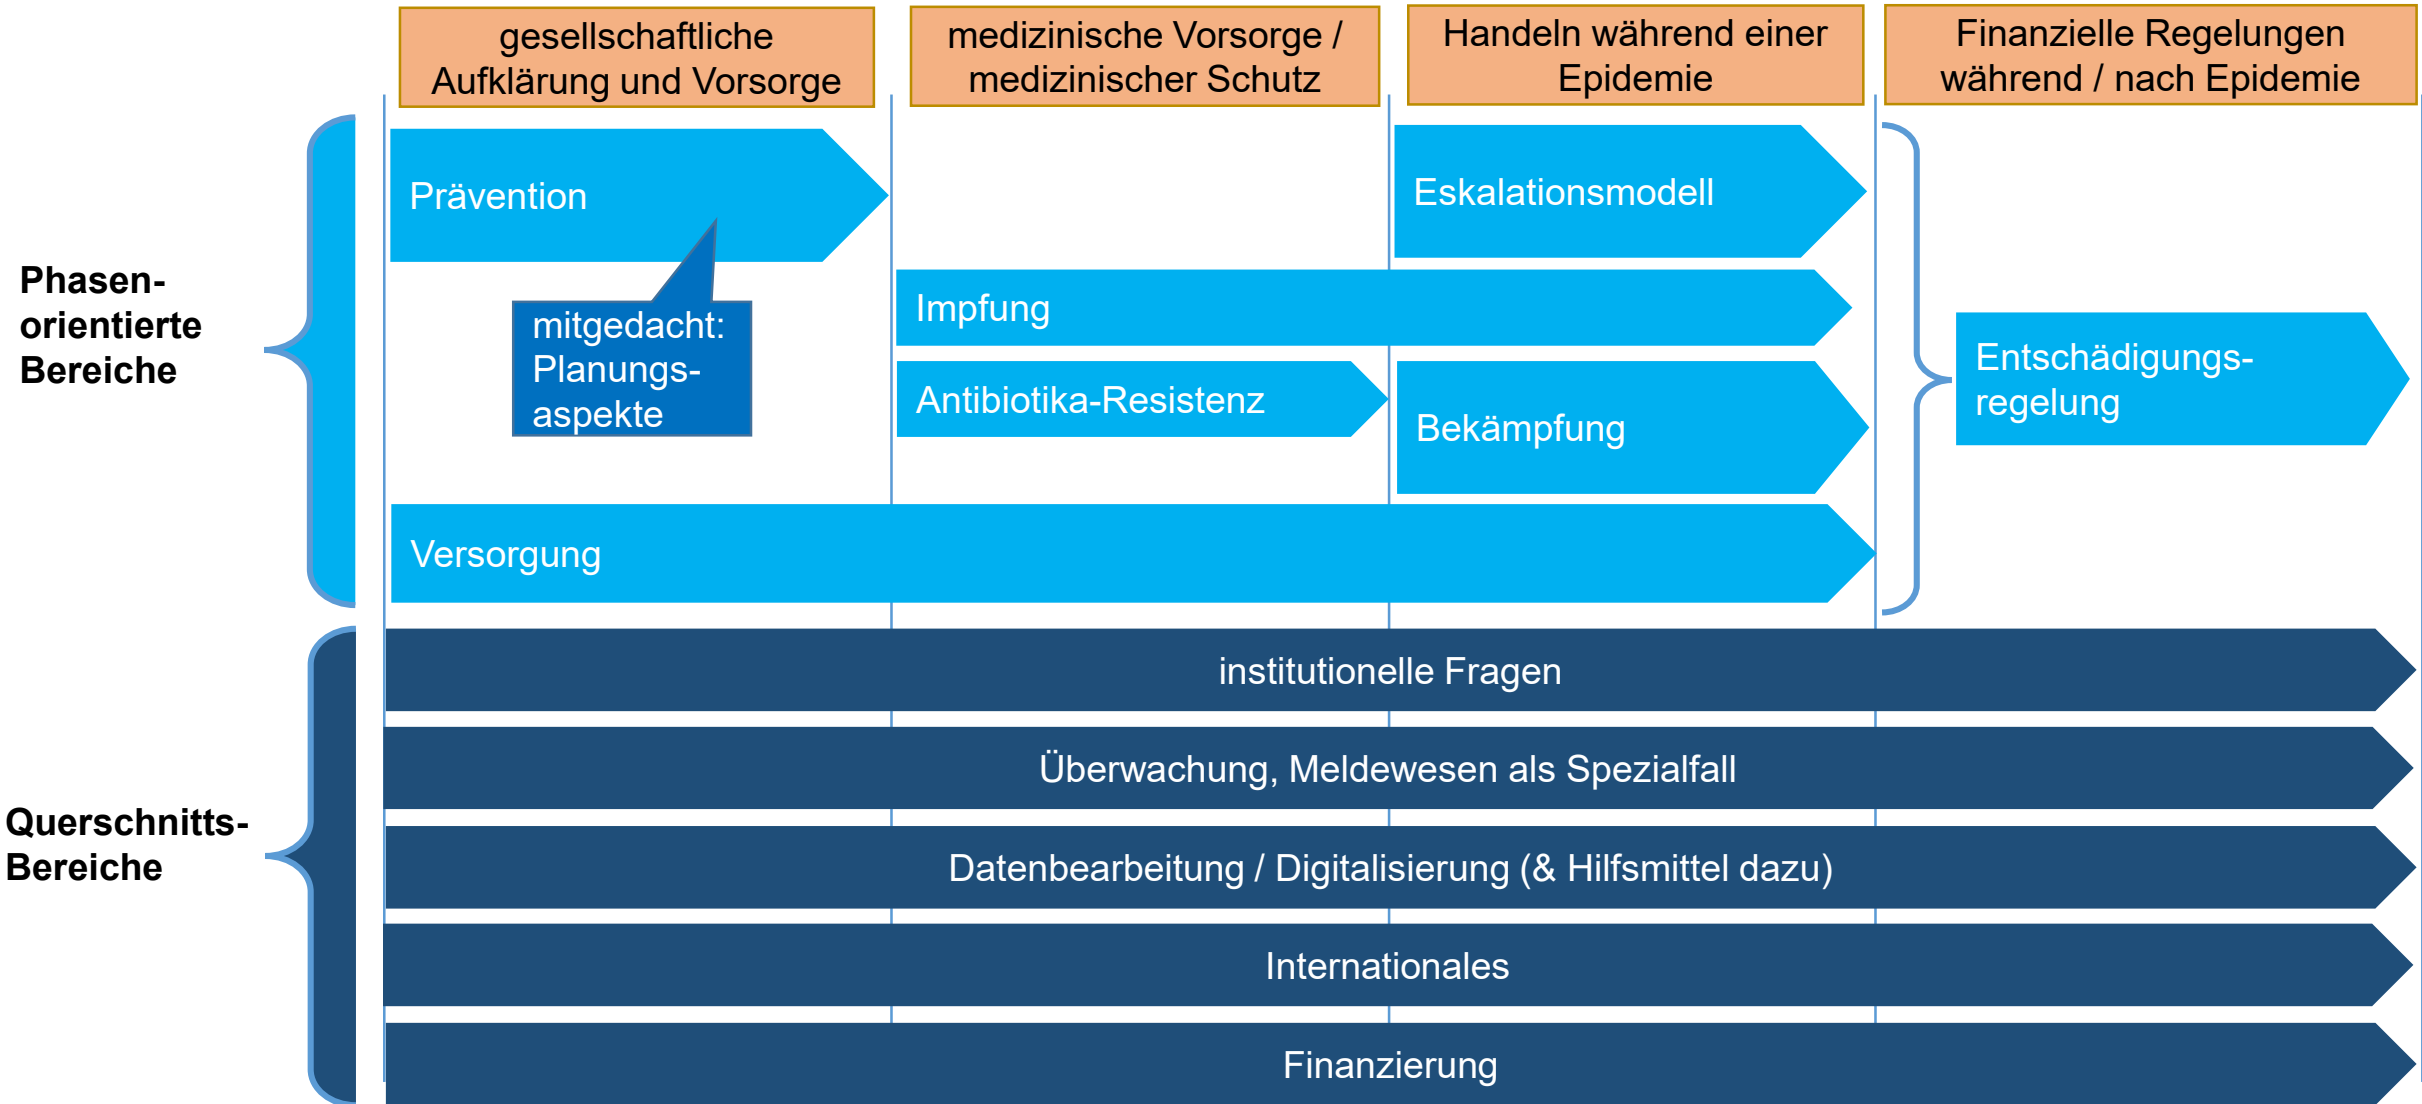 gesellschaftliche
Aufklärung und Vorsorge
medizinische Vorsorge /
medizinischer Schutz
Handeln während einer
Epidemie
Finanzielle Regelungen
während / nach Epidemie
Phasen-
orientierte
Bereiche
Prävention
mitgedacht:
Planungs-
aspekte
Eskalationsmodell
Impfung
Antibiotika-Resistenz
Bekämpfung
Entschädigungs-
regelung
Versorgung
Querschnitts-
Bereiche
institutionelle Fragen
Überwachung, Meldewesen als Spezialfall
Datenbearbeitung / Digitalisierung (& Hilfsmittel dazu)
Internationales
Finanzierung